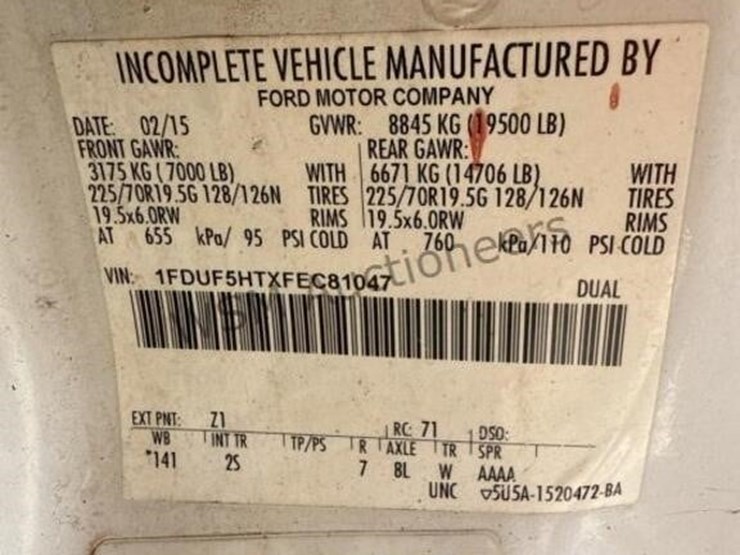 INCOMPLETE VEHICLE MANUFACTURED BY
FORD MOTOR COMPANY
DATE: 02/15 GVWR: 8845 KG (19500 LB)
FRONT GAWR: REAR GAWR:
3175 KG (7000 LB) WITH 6671 KG (14706 LB) WITH
225/70R19.5G 128/126N TIRES 225/70R19.5G 128/126N TIRES
19.5x6.0RW RIMS 19.5x6.0RW RIMS
AT 655 kPa/ 95 PSI COLD AT 760 kPa/110 PSI COLD
VIN: 1FDUF5HTXFEC81047 DUAL
WSM Auctioneers
EXT PNT: Z1 RC: 71 DSO:
WB INT TR TP/PS R AXLE TR SPR
*141 2S 7 8L W AAAA
UNC ▽5U5A-1520472-BA